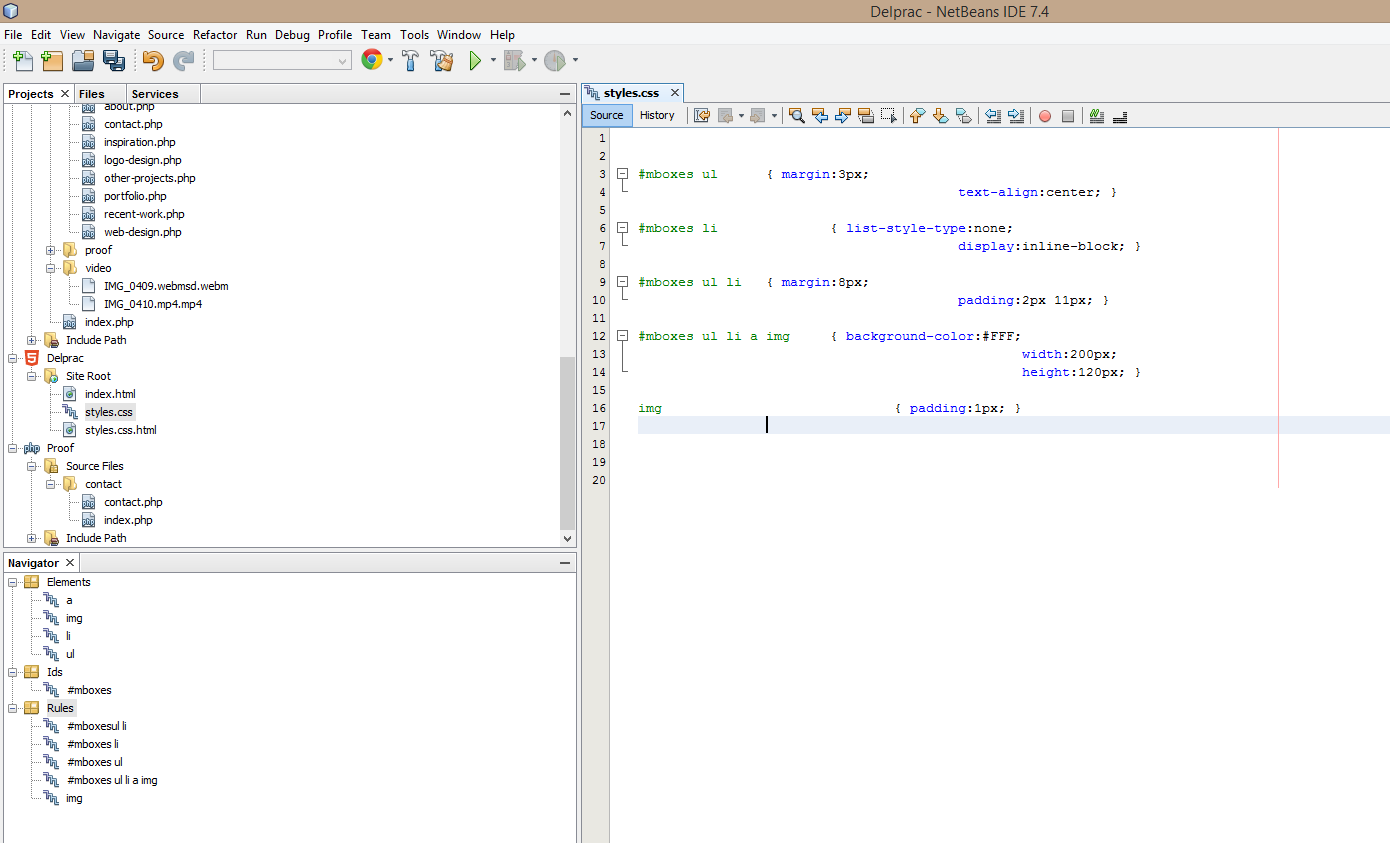 Delprac - NetBeans IDE 7.4
File Edit View Navigate Source Refactor Run Debug Profile Team Tools Window Help
Projects Files Services
about.php
contact.php
inspiration.php
logo-design.php
other-projects.php
portfolio.php
recent-work.php
web-design.php
proof
video
IMG_0409.webmsd.webm
IMG_0410.mp4.mp4
index.php
Include Path
Delprac
Site Root
index.html
styles.css
styles.css.html
php Proof
Source Files
contact
contact.php
index.php
Include Path
Navigator
Elements
a
img
li
ul
Ids
#mboxes
Rules
#mboxesul li
#mboxes li
#mboxes ul
#mboxes ul li a img
img
styles.css
Source History
1
2
3 #mboxes ul { margin:3px;
4 text-align:center; }
5
6 #mboxes li { list-style-type:none;
7 display:inline-block; }
8
9 #mboxes ul li { margin:8px;
10 padding:2px 11px; }
11
12 #mboxes ul li a img { background-color:#FFF;
13 width:200px;
14 height:120px; }
15
16 img { padding:1px; }
17
18
19
20